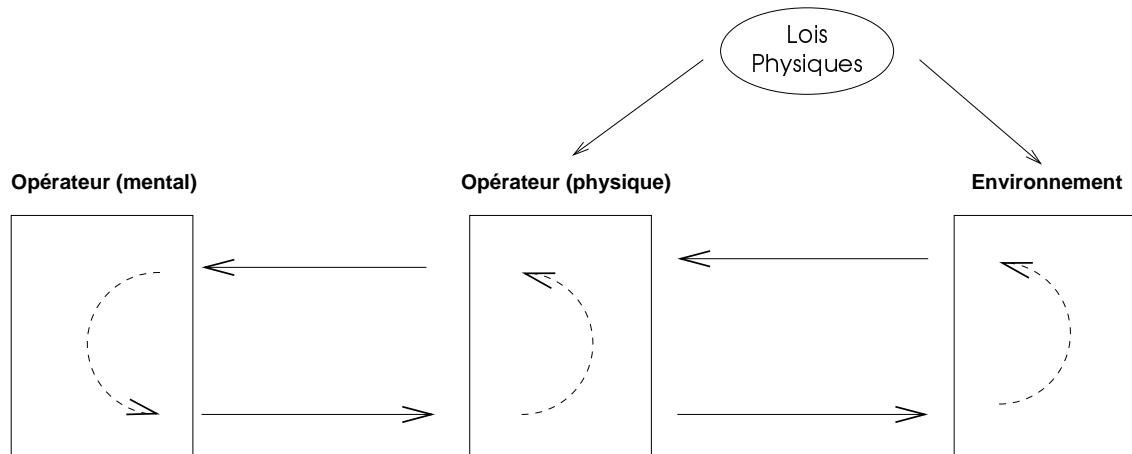 Lois
Physiques
Opérateur (mental)
Opérateur (physique)
Environnement